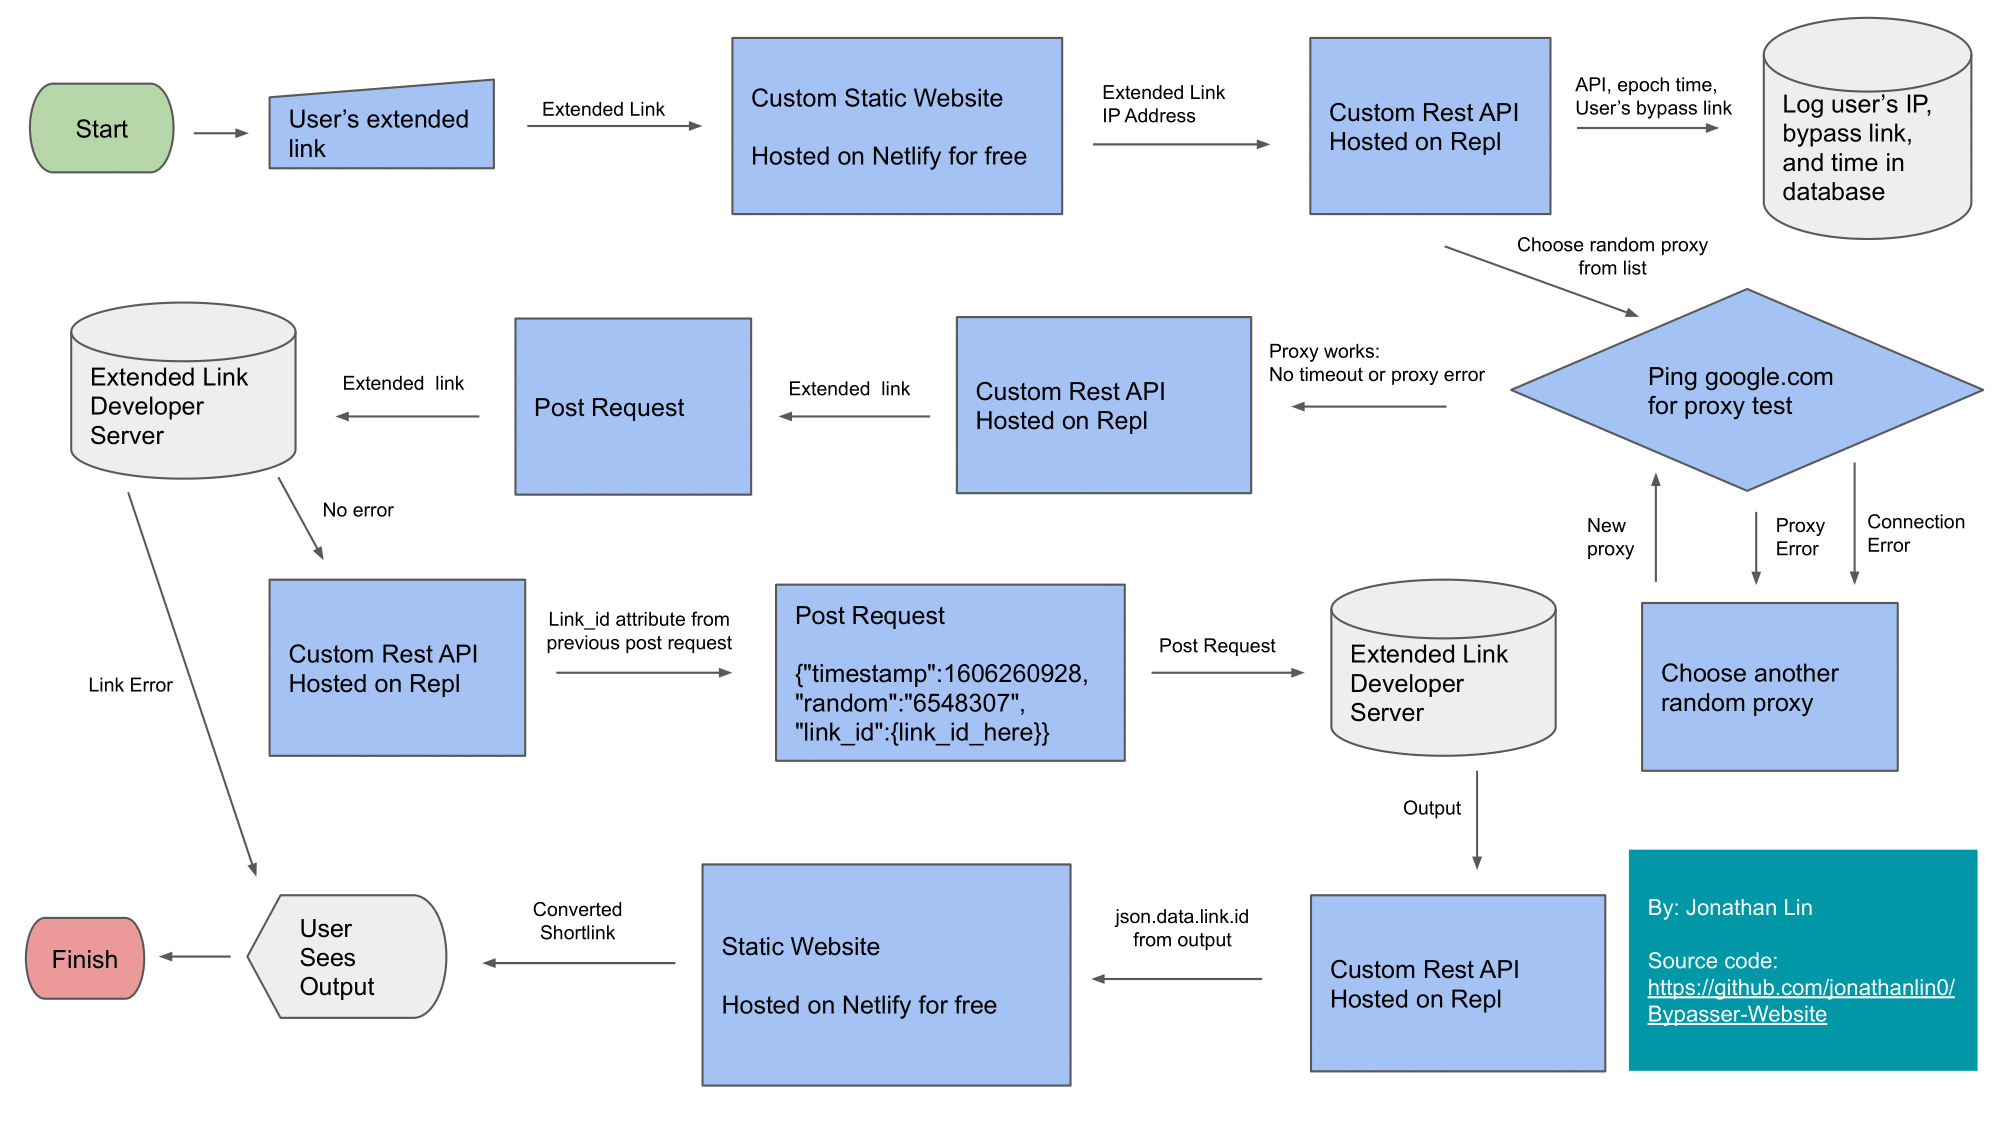 Start
User's extended
link
Extended Link
Custom Static Website
Hosted on Netlify for free
Extended Link
IP Address
Custom Rest API
Hosted on Repl
API, epoch time,
User's bypass link
Log user's IP,
bypass link,
and time in
database
Choose random proxy
from list
Ping google.com
for proxy test
Proxy works:
No timeout or proxy error
Custom Rest API
Hosted on Repl
Extended  link
Post Request
Extended  link
Extended Link
Developer
Server
New
proxy
Proxy
Error
Connection
Error
Choose another
random proxy
No error
Link Error
Custom Rest API
Hosted on Repl
Link_id attribute from
previous post request
Post Request
{"timestamp":1606260928,
"random":"6548307",
"link_id":{link_id_here}}
Post Request
Extended Link
Developer
Server
Output
Custom Rest API
Hosted on Repl
json.data.link.id
from output
Static Website
Hosted on Netlify for free
Converted
Shortlink
User
Sees
Output
Finish
By: Jonathan Lin
Source code:
https://github.com/jonathanlin0/
Bypasser-Website